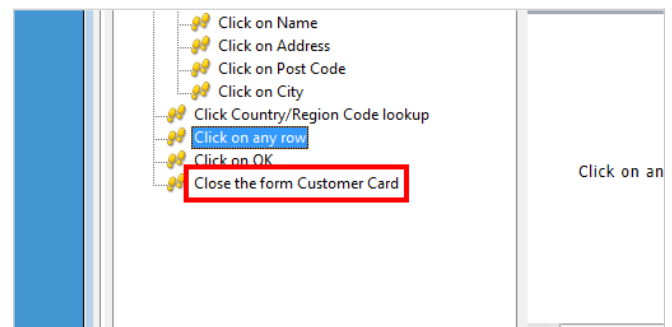 Click on Name
Click on Address
Click on Post Code
Click on City
Click Country/Region Code lookup
Click on any row
Click on OK
Close the form Customer Card
Click on an